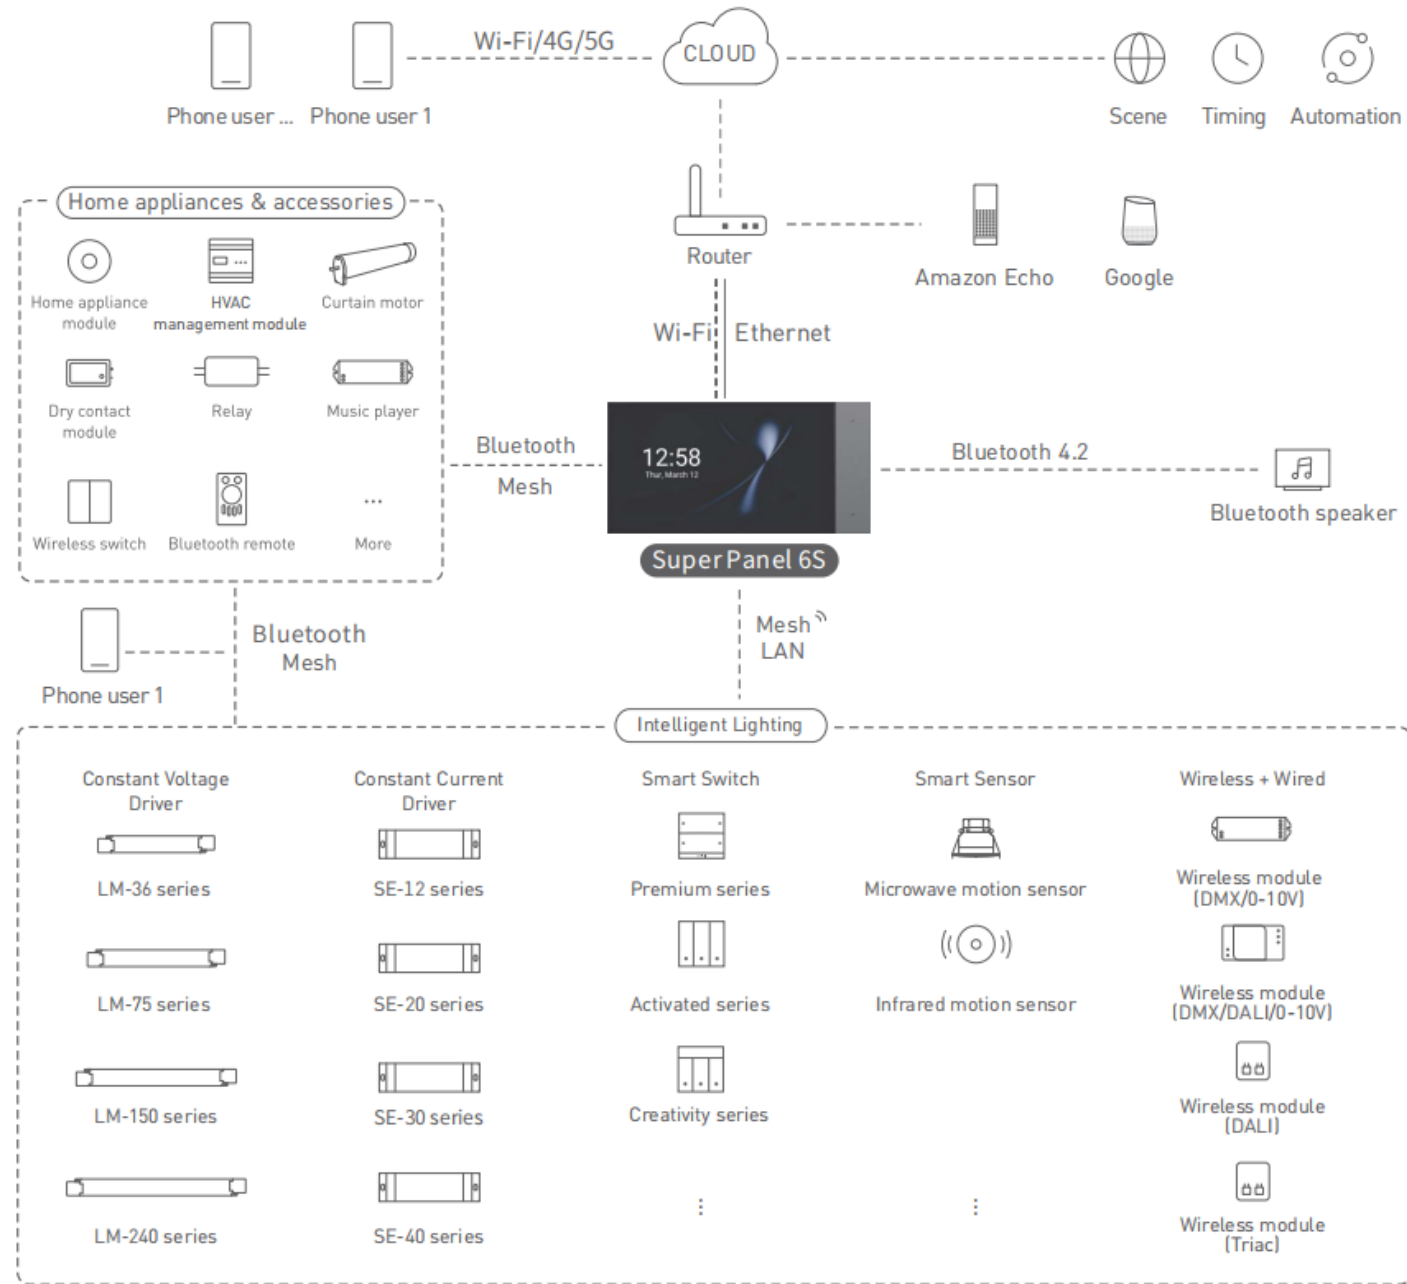 Wi-Fi/4G/5G
CLOUD
Phone user ...
Phone user 1
Scene
Timing
Automation
Home appliances & accessories
Home appliance
module
HVAC
management module
Curtain motor
Dry contact
module
Relay
Music player
Wireless switch
Bluetooth remote
...
More
Router
Amazon Echo
Google
Wi-Fi
Ethernet
Bluetooth
Mesh
12:58
Thur, March 12
Super Panel 6S
Bluetooth 4.2
Bluetooth speaker
Phone user 1
Bluetooth
Mesh
Mesh
LAN
Intelligent Lighting
Constant Voltage
Driver
LM-36 series
LM-75 series
LM-150 series
LM-240 series
Constant Current
Driver
SE-12 series
SE-20 series
SE-30 series
SE-40 series
Smart Switch
Premium series
Activated series
Creativity series
⋮
Smart Sensor
Microwave motion sensor
Infrared motion sensor
⋮
Wireless + Wired
Wireless module
(DMX/0-10V)
Wireless module
(DMX/DALI/0-10V)
Wireless module
(DALI)
Wireless module
(Triac)